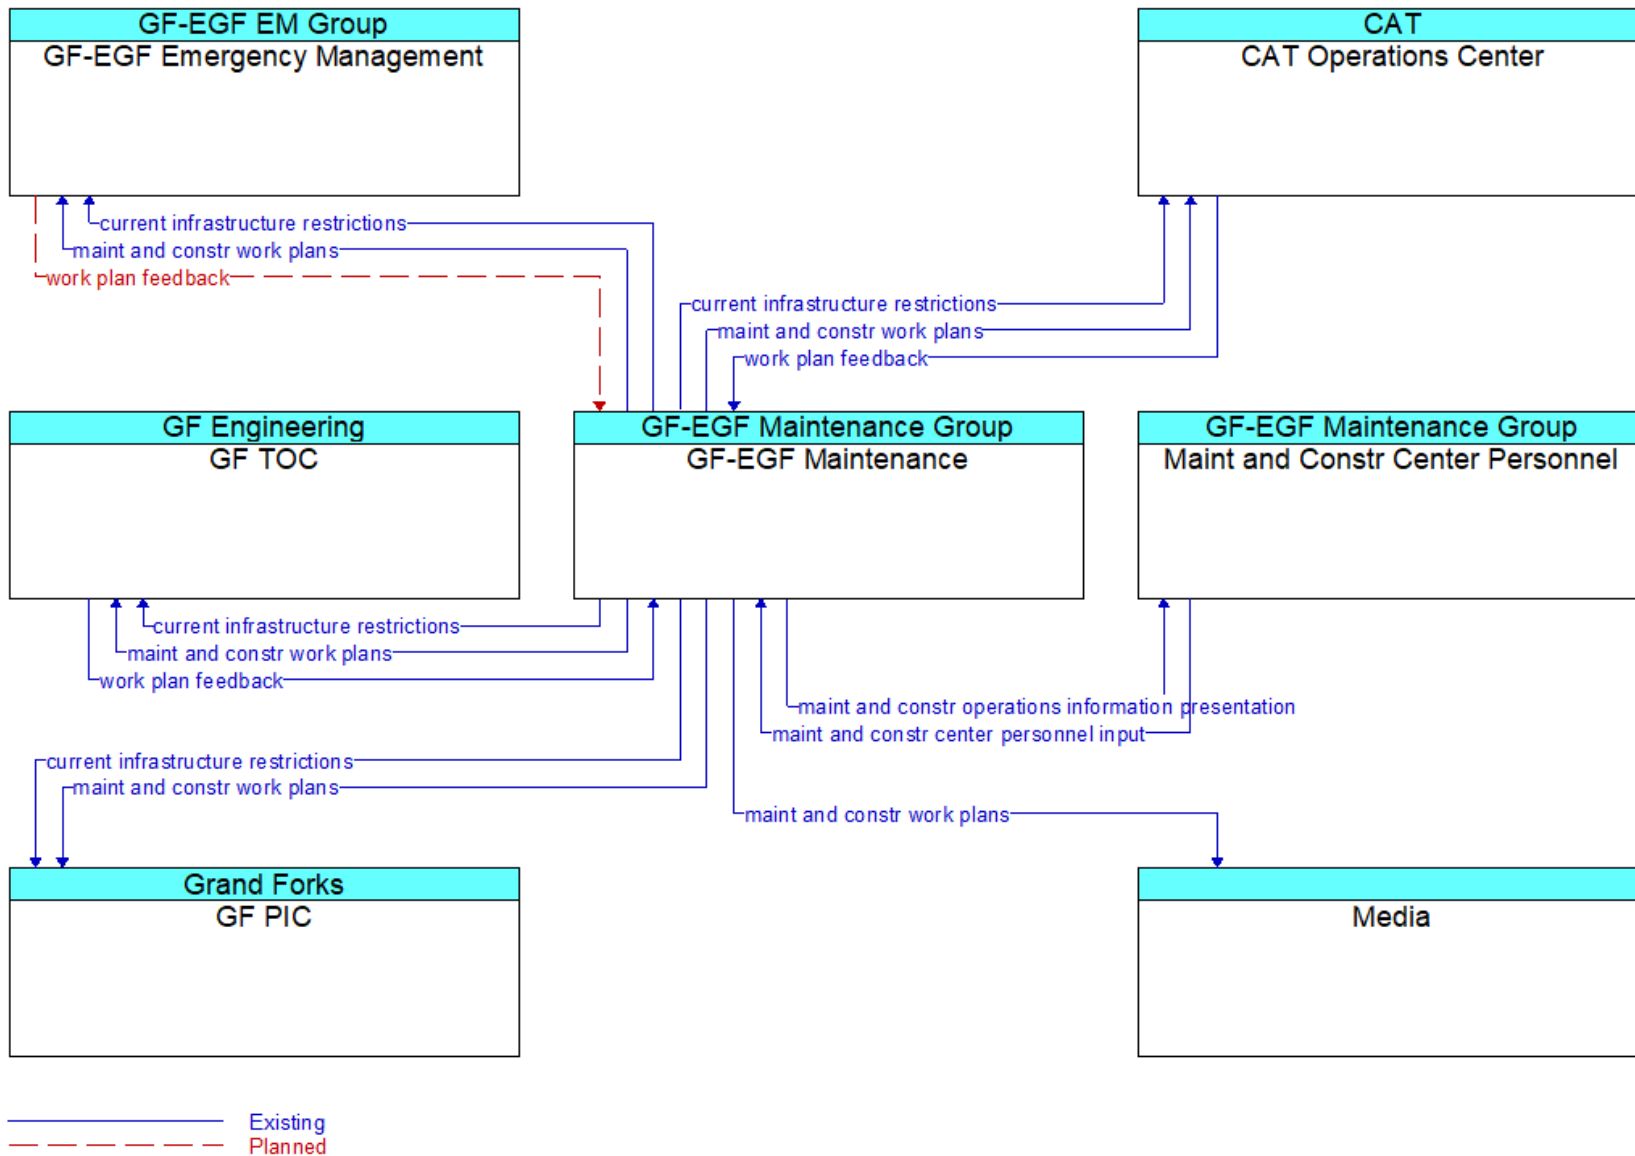 GF-EGF EM Group
GF-EGF Emergency Management
CAT
CAT Operations Center
current infrastructure restrictions
maint and constr work plans
work plan feedback
current infrastructure restrictions
maint and constr work plans
work plan feedback
GF Engineering
GF TOC
GF-EGF Maintenance Group
GF-EGF Maintenance
GF-EGF Maintenance Group
Maint and Constr Center Personnel
current infrastructure restrictions
maint and constr work plans
work plan feedback
maint and constr operations information presentation
maint and constr center personnel input
current infrastructure restrictions
maint and constr work plans
maint and constr work plans
Grand Forks
GF PIC
Media
Existing
Planned